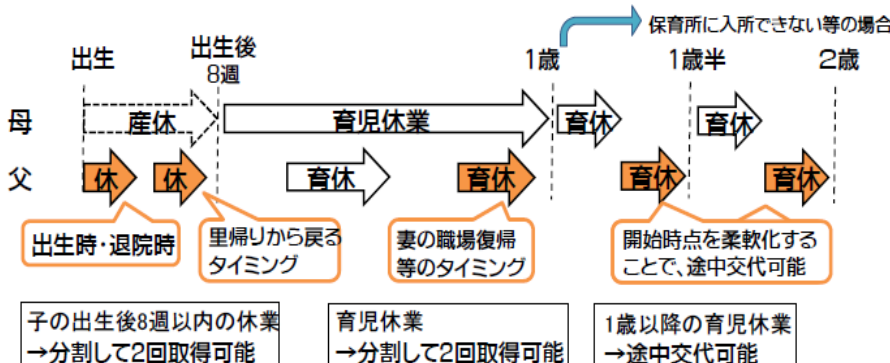 保育所に入所できない等の場合
出生
出生後
8週
1歳
1歳半
2歳
母
産休
育児休業
育休
育休
父
休
休
育休
育休
育休
育休
出生時・退院時
里帰りから戻る
タイミング
妻の職場復帰
等のタイミング
開始時点を柔軟化する
ことで、途中交代可能
子の出生後8週以内の休業
→分割して2回取得可能
育児休業
→分割して2回取得可能
1歳以降の育児休業
→途中交代可能